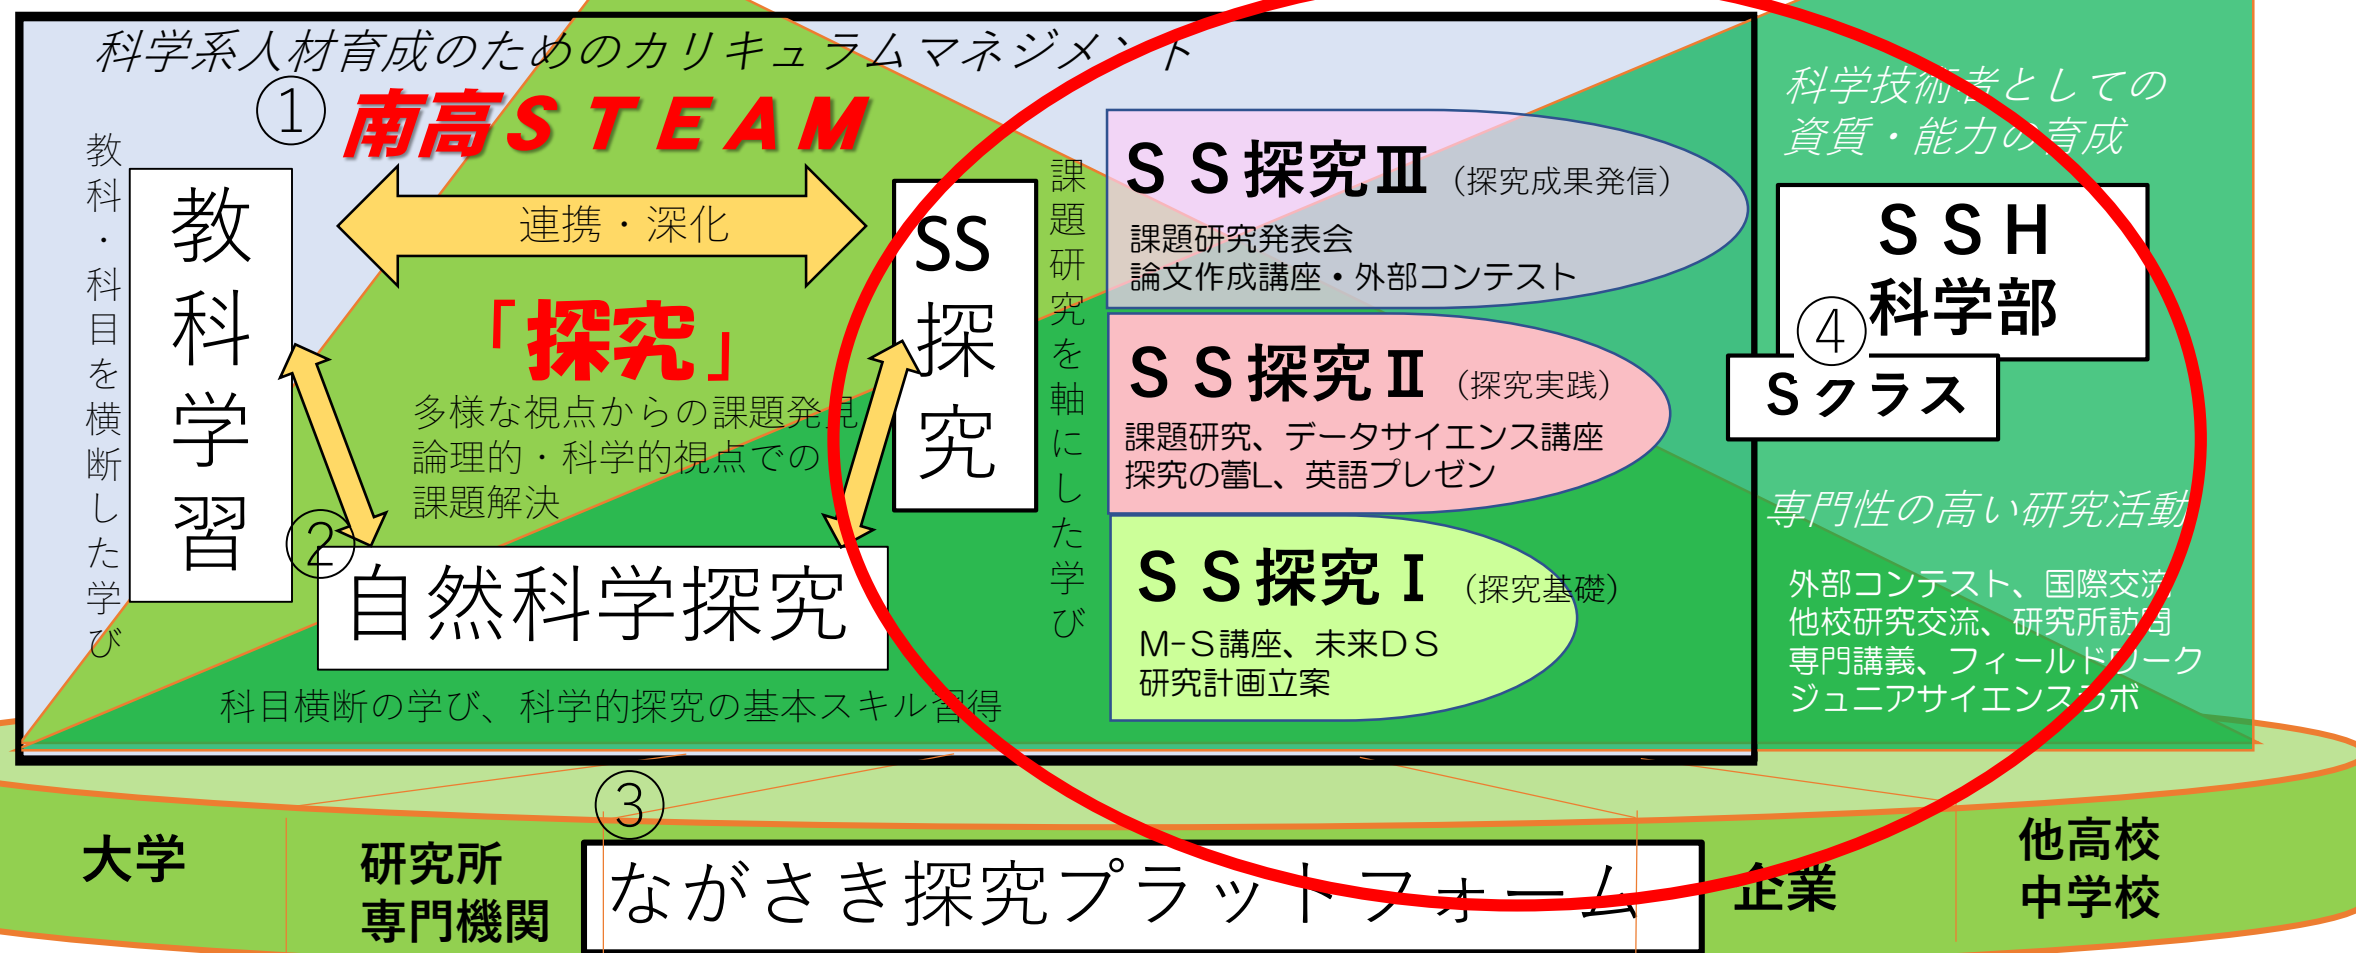 科学系人材育成のためのカリキュラムマネジメント
① 南高ＳＴＥＡＭ
教科・科目を横断した学び
教科学習
連携・深化
「探究」
多様な視点からの課題発見
論理的・科学的視点での
課題解決
SS探究
課題研究を軸にした学び
②
自然科学探究
科目横断の学び、科学的探究の基本スキル習得
ＳＳ探究Ⅲ（探究成果発信）
課題研究発表会
論文作成講座・外部コンテスト
ＳＳ探究Ⅱ（探究実践）
課題研究、データサイエンス講座
探究の蕾L、英語プレゼン
ＳＳ探究Ⅰ（探究基礎）
M-Ｓ講座、未来ＤＳ
研究計画立案
科学技術者としての
資質・能力の育成
ＳＳＨ
科学部
④
Ｓクラス
専門性の高い研究活動
外部コンテスト、国際交流
他校研究交流、研究所訪問
専門講義、フィールドワーク
ジュニアサイエンスラボ
③
大学
研究所
専門機関
ながさき探究プラットフォーム
企業
他高校
中学校